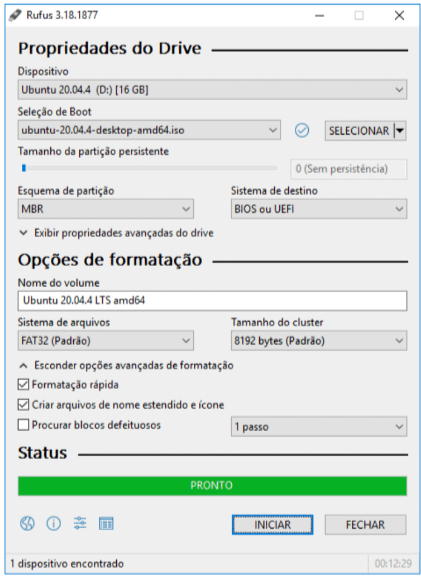 Rufus 3.18.1877
Propriedades do Drive
Dispositivo
Ubuntu 20.04.4 (D:) [16 GB]
Seleção de Boot
ubuntu-20.04.4-desktop-amd64.iso
SELECIONAR
Tamanho da partição persistente
0 (Sem persistência)
Esquema de partição
Sistema de destino
MBR
BIOS ou UEFI
Exibir propriedades avançadas do drive
Opções de formatação
Nome do volume
Ubuntu 20.04.4 LTS amd64
Sistema de arquivos
Tamanho do cluster
FAT32 (Padrão)
8192 bytes (Padrão)
Esconder opções avançadas de formatação
Formatação rápida
Criar arquivos de nome estendido e ícone
Procurar blocos defeituosos
1 passo
Status
PRONTO
INICIAR
FECHAR
1 dispositivo encontrado
00:12:29